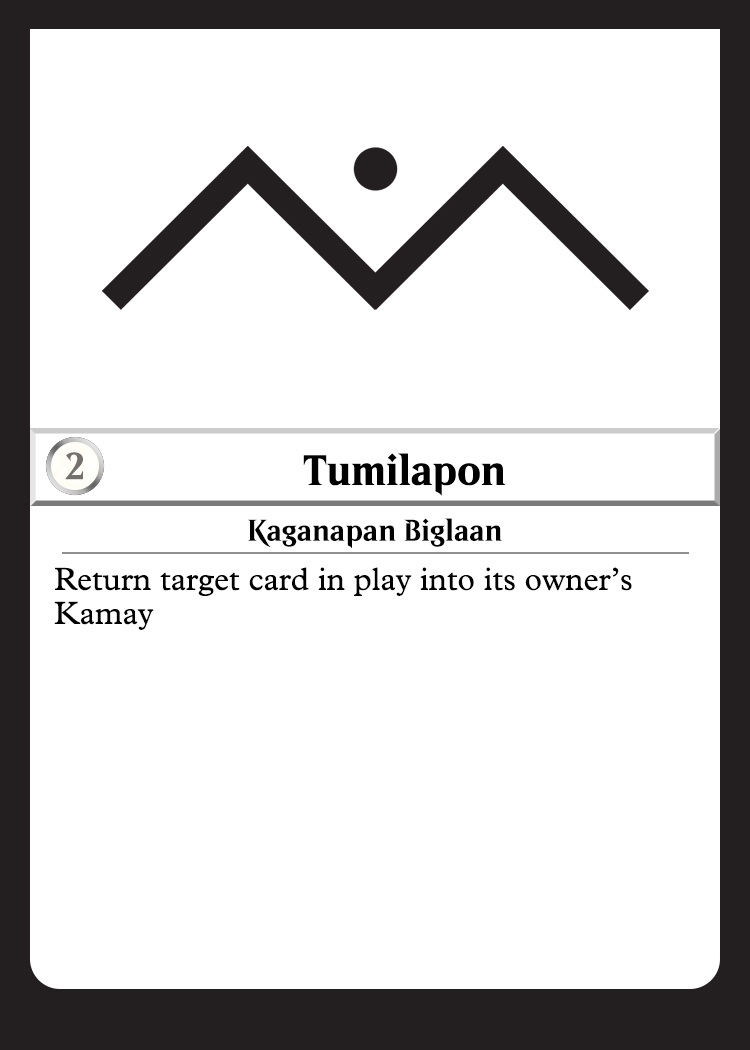 2
Tumilapon
Kaganapan Biglaan
Return target card in play into its owner’s
Kamay